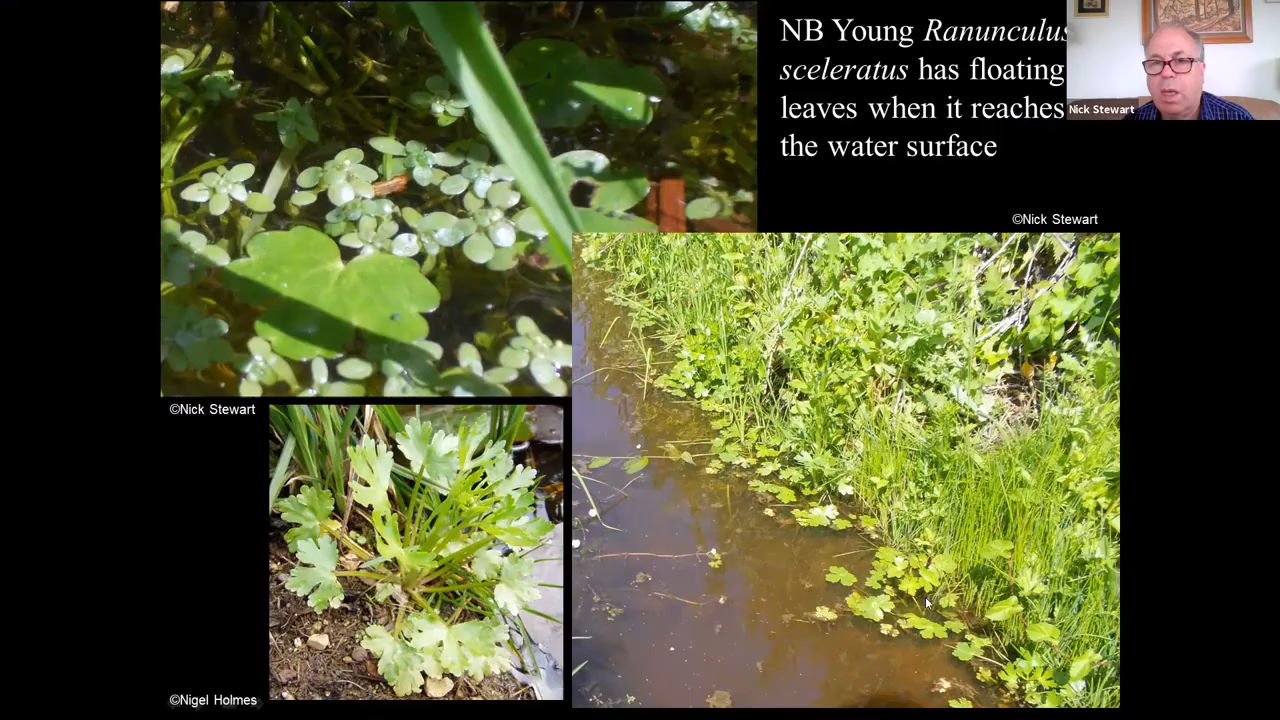 NB Young Ranunculus
sceleratus has floating
leaves when it reaches
the water surface
Nick Stewart
©Nick Stewart
©Nick Stewart
©Nigel Holmes